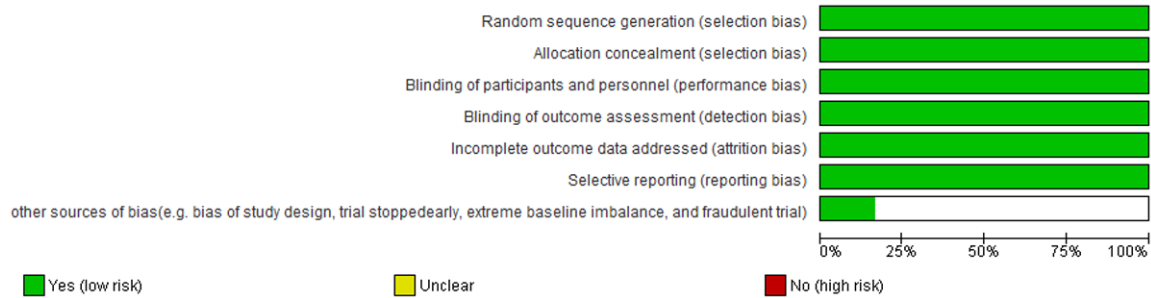 Random sequence generation (selection bias)
Allocation concealment (selection bias)
Blinding of participants and personnel (performance bias)
Blinding of outcome assessment (detection bias)
Incomplete outcome data addressed (attrition bias)
Selective reporting (reporting bias)
other sources of bias(e.g. bias of study design, trial stoppedearly, extreme baseline imbalance, and fraudulent trial)
0% 25% 50% 75% 100%
Yes (low risk) Unclear No (high risk)